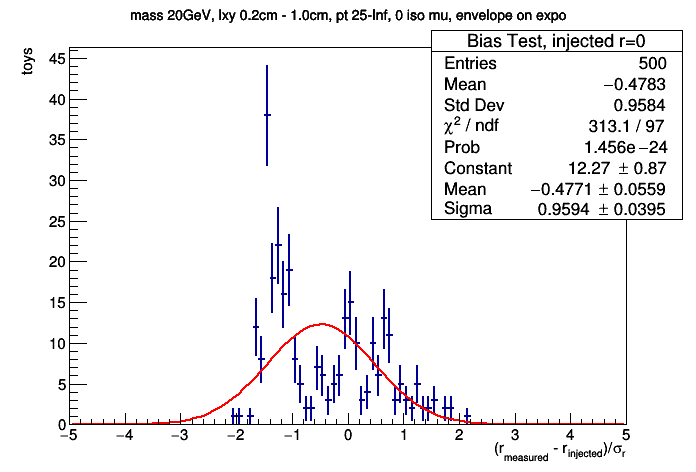 mass 20GeV, lxy 0.2cm - 1.0cm, pt 25-Inf, 0 iso mu, envelope on expo
Bias Test, injected r=0
Entries 500
Mean −0.4783
Std Dev 0.9584
χ² / ndf 313.1 / 97
Prob 1.456e−24
Constant 12.27 ± 0.87
Mean −0.4771 ± 0.0559
Sigma 0.9594 ± 0.0395
toys
45
40
35
30
25
20
15
10
5
0
−5 −4 −3 −2 −1 0 1 2 3 4 5
(r_measured - r_injected)/σ_r